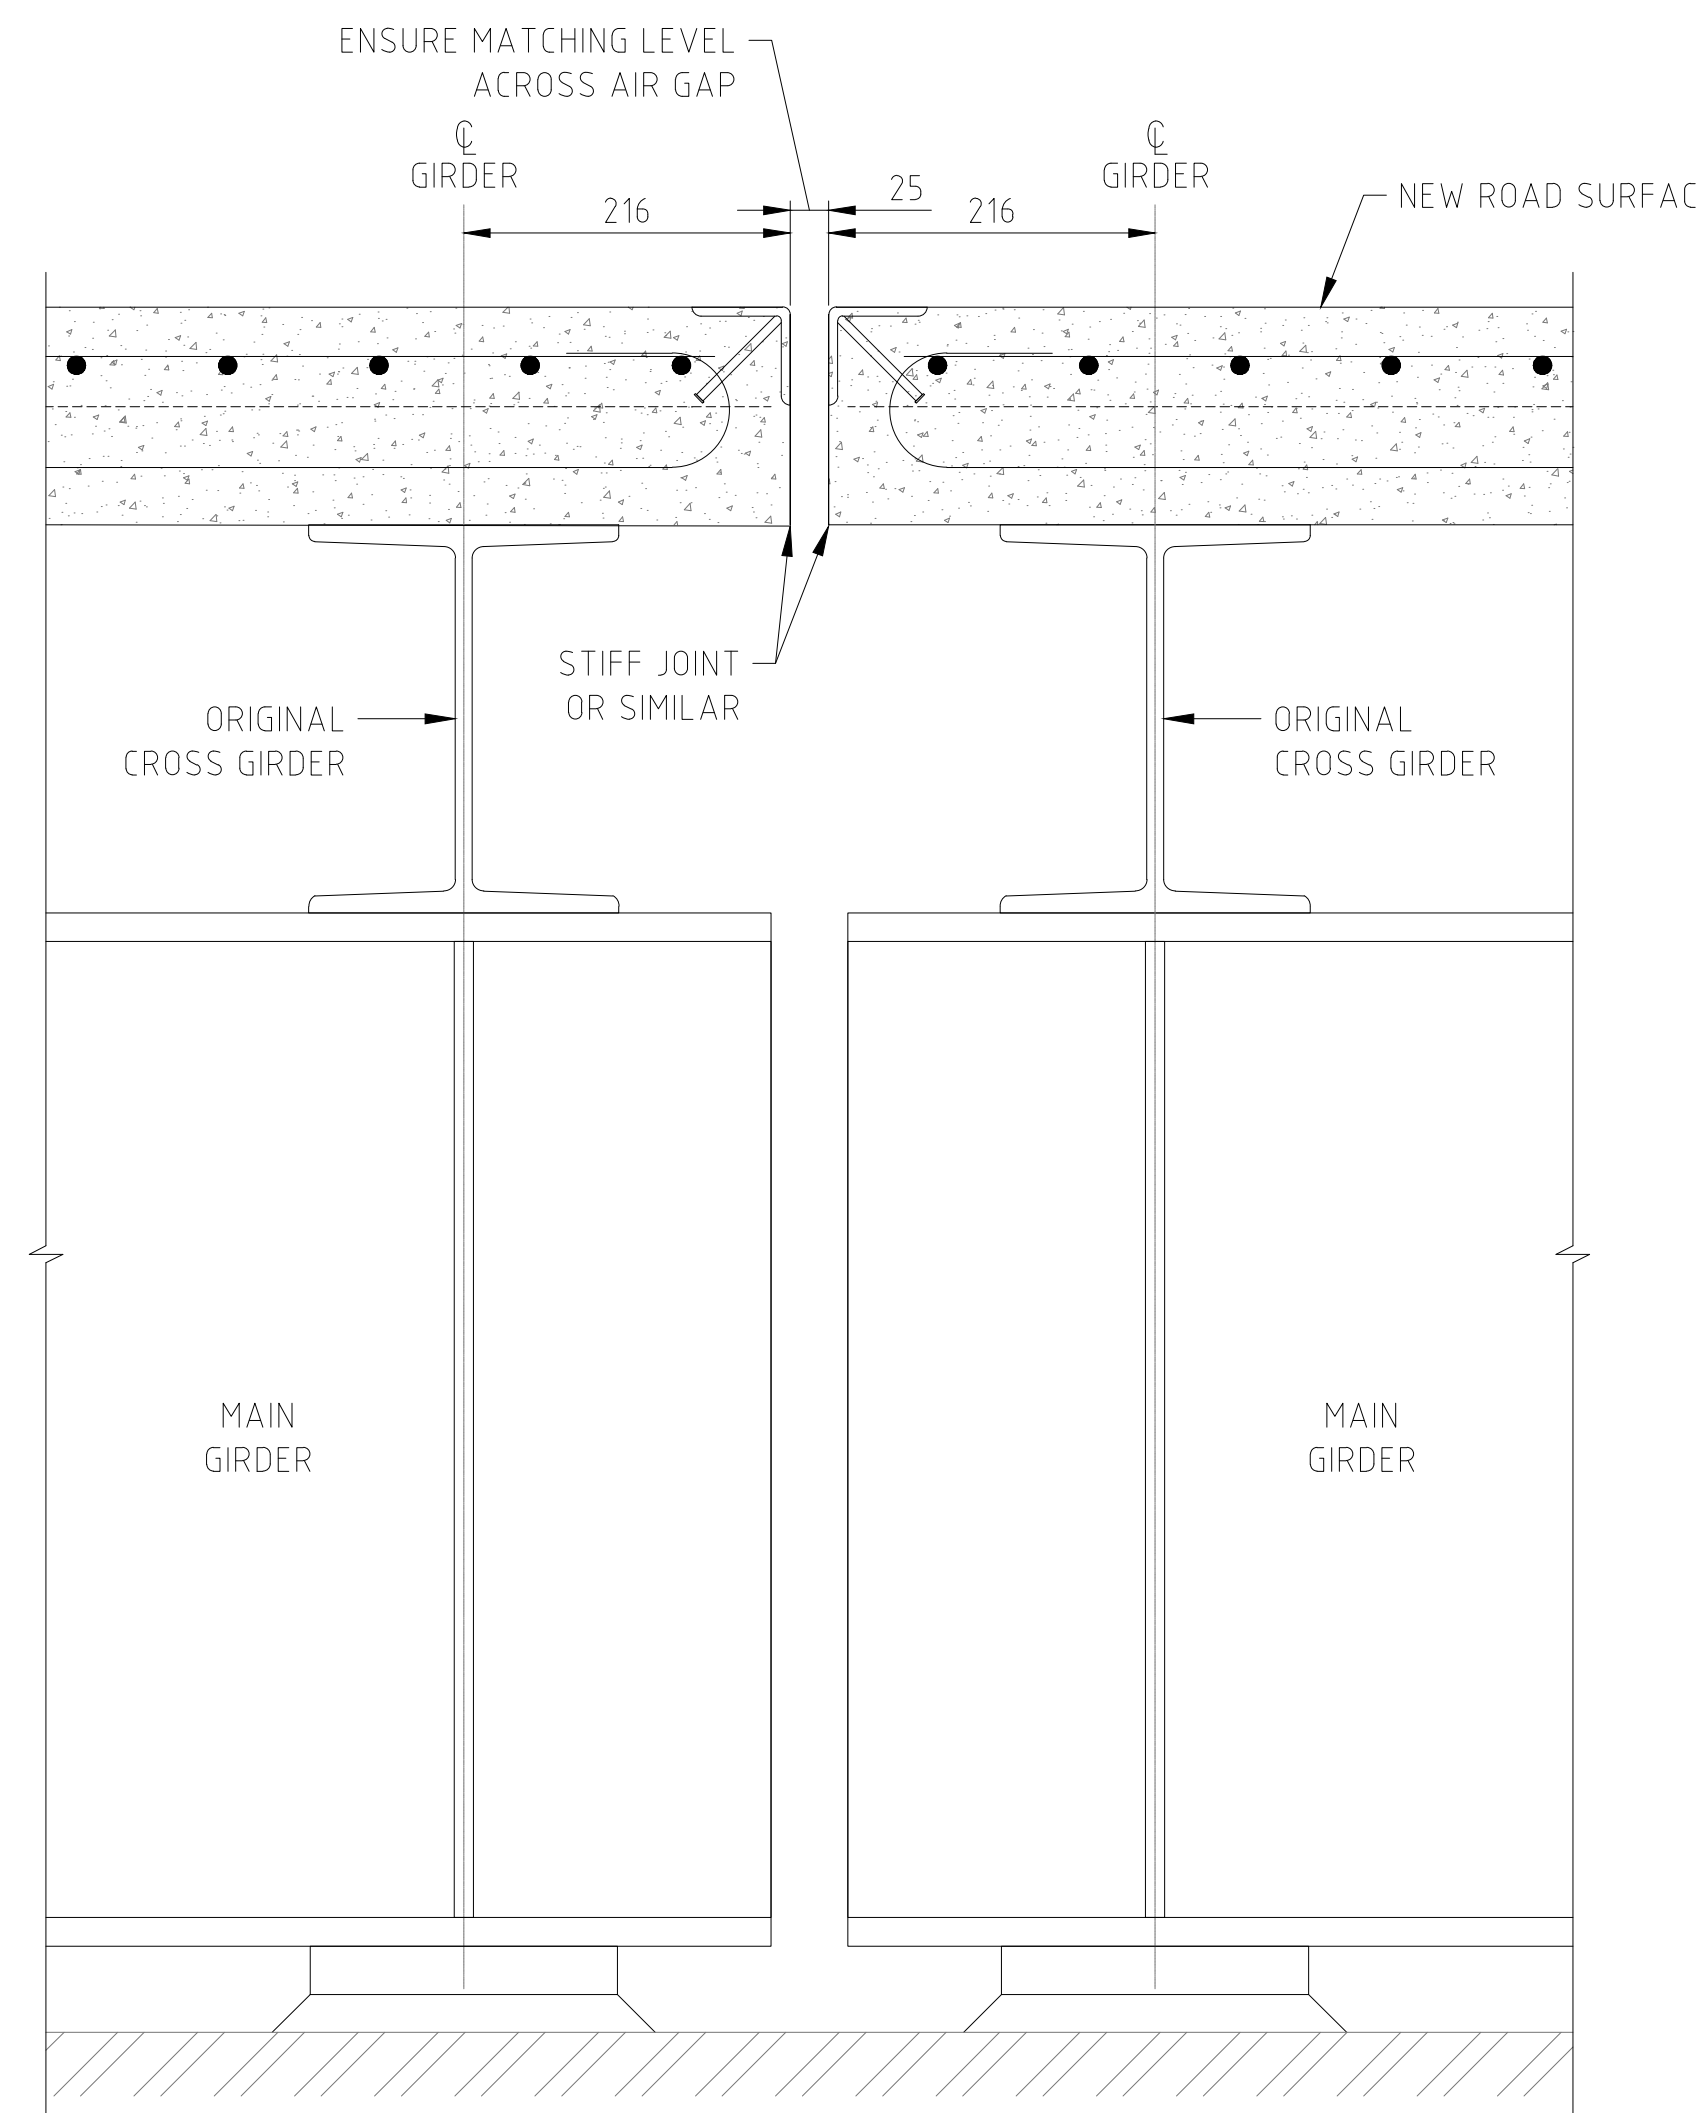 ENSURE MATCHING LEVEL
ACROSS AIR GAP
℄
GIRDER
℄
GIRDER
216
25
216
NEW ROAD SURFAC
STIFF JOINT
OR SIMILAR
ORIGINAL
CROSS GIRDER
ORIGINAL
CROSS GIRDER
MAIN
GIRDER
MAIN
GIRDER